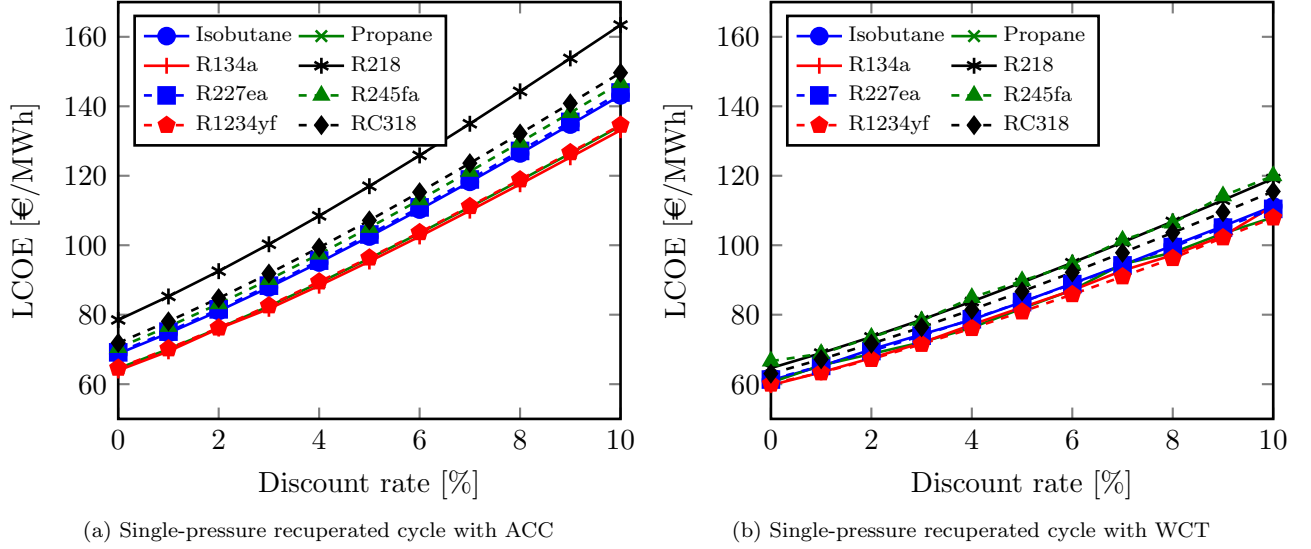 160
140
120
100
80
60
LCOE [€/MWh]
Isobutane
Propane
R134a
R218
R227ea
R245fa
R1234yf
RC318
0 2 4 6 8 10
Discount rate [%]
(a) Single-pressure recuperated cycle with ACC
160
140
120
100
80
60
LCOE [€/MWh]
Isobutane
Propane
R134a
R218
R227ea
R245fa
R1234yf
RC318
0 2 4 6 8 10
Discount rate [%]
(b) Single-pressure recuperated cycle with WCT